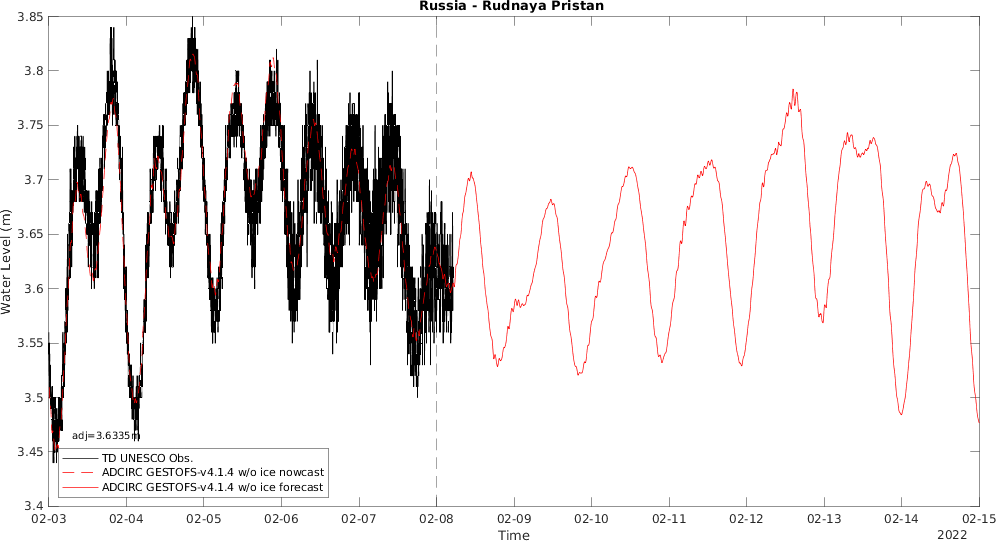 Russia - Rudnaya Pristan
Water Level (m)
3.85
3.8
3.75
3.7
3.65
3.6
3.55
3.5
3.45
3.4
adj=3.6335m
TD UNESCO Obs.
ADCIRC GESTOFS-v4.1.4 w/o ice nowcast
ADCIRC GESTOFS-v4.1.4 w/o ice forecast
02-03 02-04 02-05 02-06 02-07 02-08 02-09 02-10 02-11 02-12 02-13 02-14 02-15
Time
2022